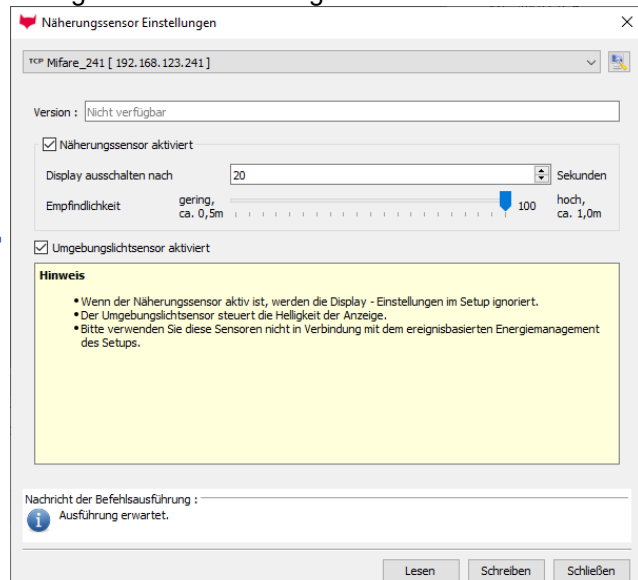 Näherungssensor Einstellungen
TCP Mifare_241 [ 192.168.123.241 ]
Version : Nicht verfügbar
Näherungssensor aktiviert
Display ausschalten nach 20 Sekunden
Empfindlichkeit gering, ca. 0,5m 100 hoch, ca. 1,0m
Umgebungslichtsensor aktiviert
Hinweis
•Wenn der Näherungssensor aktiv ist, werden die Display - Einstellungen im Setup ignoriert.
•Der Umgebungslichtsensor steuert die Helligkeit der Anzeige.
•Bitte verwenden Sie diese Sensoren nicht in Verbindung mit dem ereignisbasierten Energiemanagement
des Setups.
Nachricht der Befehlsausführung :
Ausführung erwartet.
Lesen Schreiben Schließen